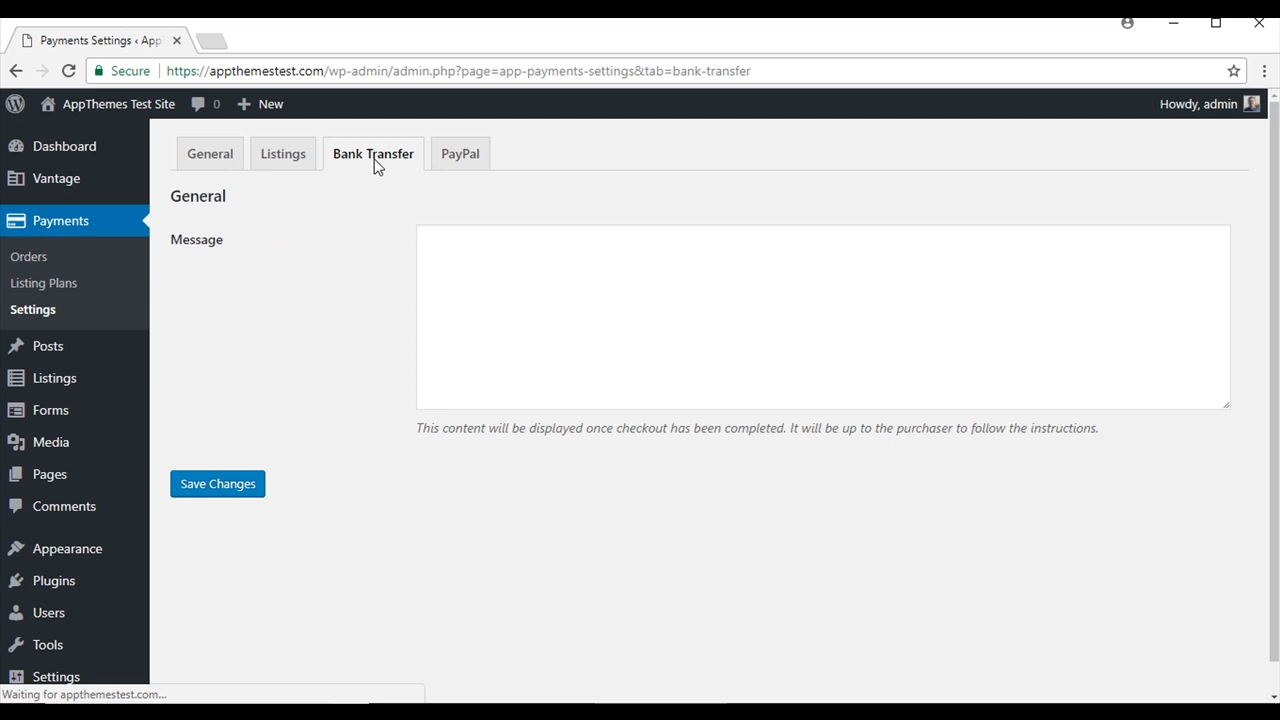 Payments Settings ‹ App
Secure https://appthemestest.com/wp-admin/admin.php?page=app-payments-settings&tab=bank-transfer
AppThemes Test Site 0 New Howdy, admin
Dashboard
Vantage
Payments
Orders
Listing Plans
Settings
Posts
Listings
Forms
Media
Pages
Comments
Appearance
Plugins
Users
Tools
Settings
General Listings Bank Transfer PayPal
General
Message
This content will be displayed once checkout has been completed. It will be up to the purchaser to follow the instructions.
Save Changes
Waiting for appthemestest.com...